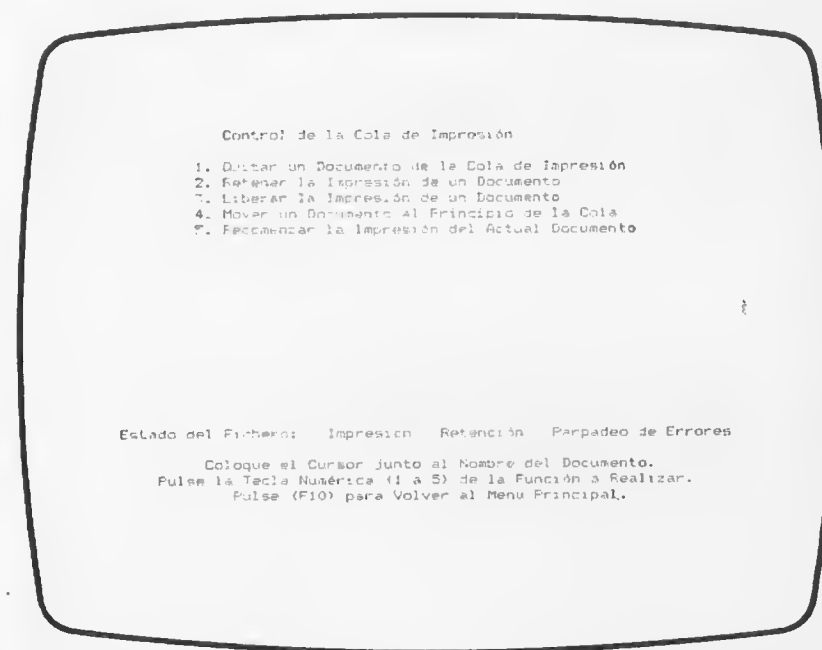 Control de la Cola de Impresión
1. Quitar un Documento de la Cola de Impresión
2. Retener la Impresión de un Documento
3. Liberar la Impresión de un Documento
4. Mover un Documento Al Principio de la Cola
5. Recomenzar la Impresión del Actual Documento
Estado del Fichero: Impresion Retención Parpadeo de Errores
Coloque el Cursor junto al Nombre del Documento.
Pulse la Tecla Numérica (1 a 5) de la Función a Realizar.
Pulse (F10) para Volver al Menu Principal.